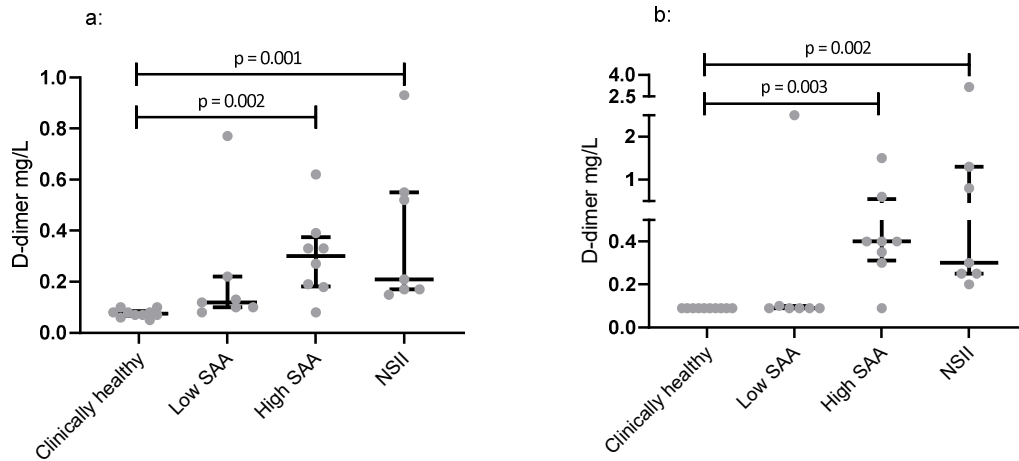 a:
p = 0.001
p = 0.002
1.0
0.8
0.6
0.4
0.2
0.0
D-dimer mg/L
Clinically healthy
Low SAA
High SAA
NSII
b:
p = 0.002
p = 0.003
4.0
2.5
2
1
0.4
0.2
0.0
D-dimer mg/L
Clinically healthy
Low SAA
High SAA
NSII